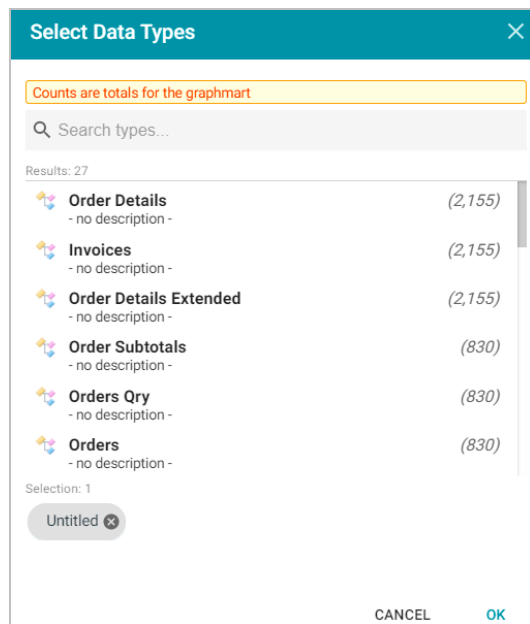 Select Data Types
Counts are totals for the graphmart
Search types...
Results: 27
Order Details (2,155)
- no description -
Invoices (2,155)
- no description -
Order Details Extended (2,155)
- no description -
Order Subtotals (830)
- no description -
Orders Qry (830)
- no description -
Orders (830)
- no description -
Selection: 1
Untitled
CANCEL OK